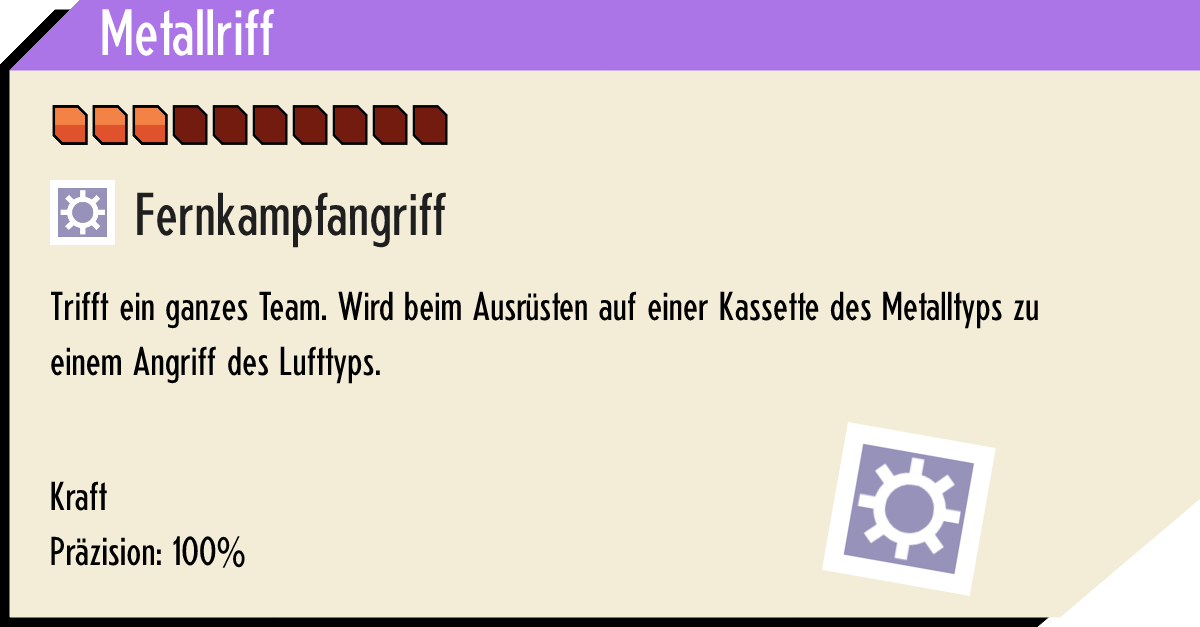 Metallriff
Fernkampfangriff
Trifft ein ganzes Team. Wird beim Ausrüsten auf einer Kassette des Metalltyps zu
einem Angriff des Lufttyps.
Kraft
Präzision: 100%